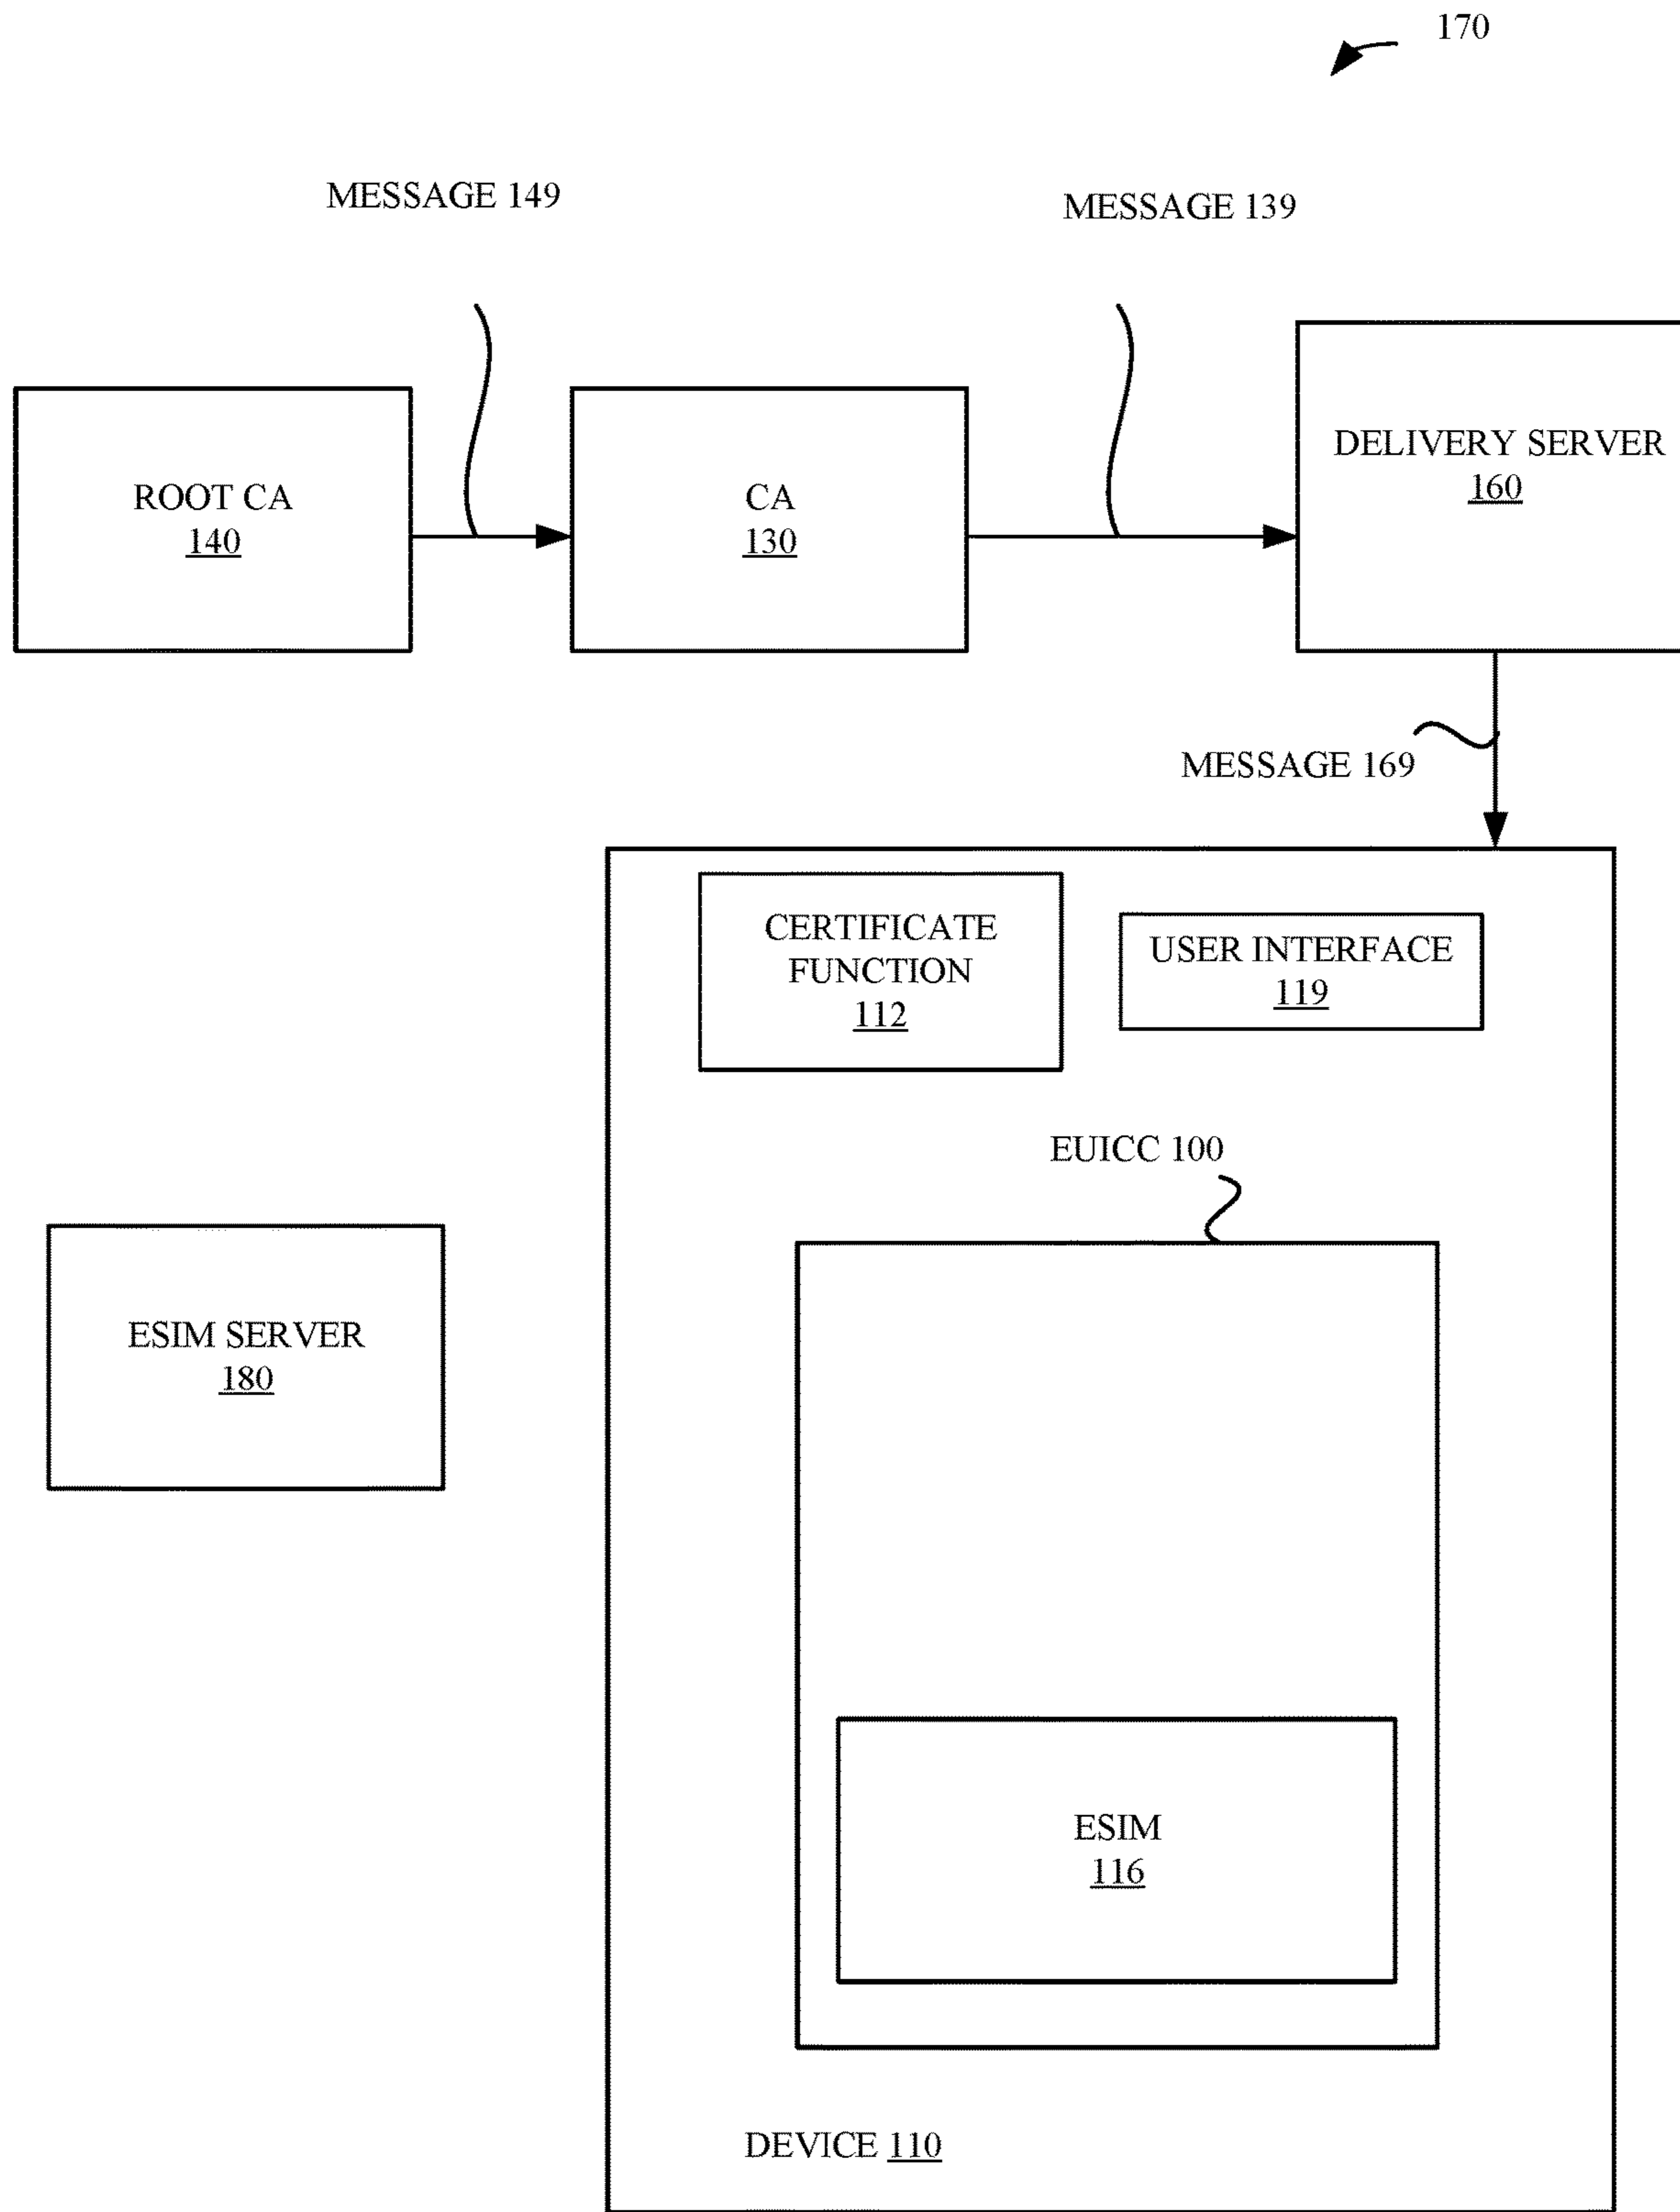 170
MESSAGE 149
MESSAGE 139
ROOT CA
140
CA
130
DELIVERY SERVER
160
MESSAGE 169
CERTIFICATE
FUNCTION
112
USER INTERFACE
119
EUICC 100
ESIM SERVER
180
ESIM
116
DEVICE 110